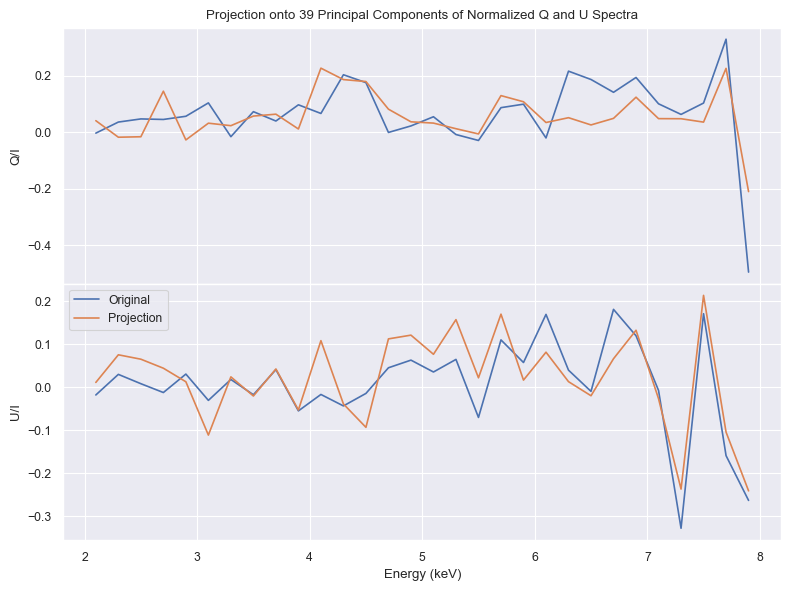 Projection onto 39 Principal Components of Normalized Q and U Spectra
0.2
0.0
−0.2
−0.4
Q/I
Original
Projection
0.2
0.1
0.0
−0.1
−0.2
−0.3
U/I
2 3 4 5 6 7 8
Energy (keV)